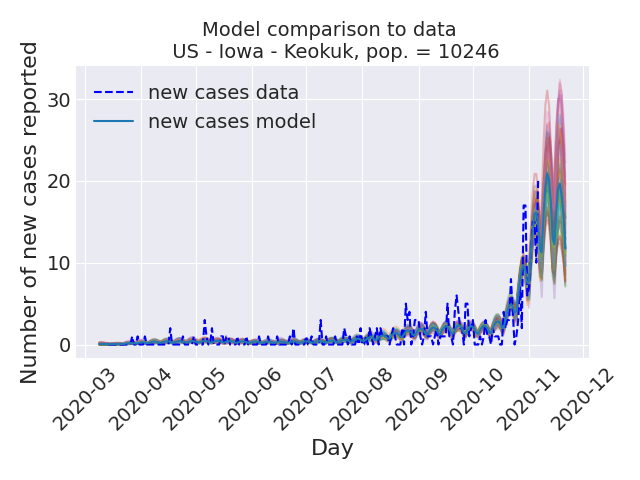 Model comparison to data
US - Iowa - Keokuk, pop. = 10246
Number of new cases reported
30
20
10
0
new cases data
new cases model
2020-03
2020-04
2020-05
2020-06
2020-07
2020-08
2020-09
2020-10
2020-11
2020-12
Day